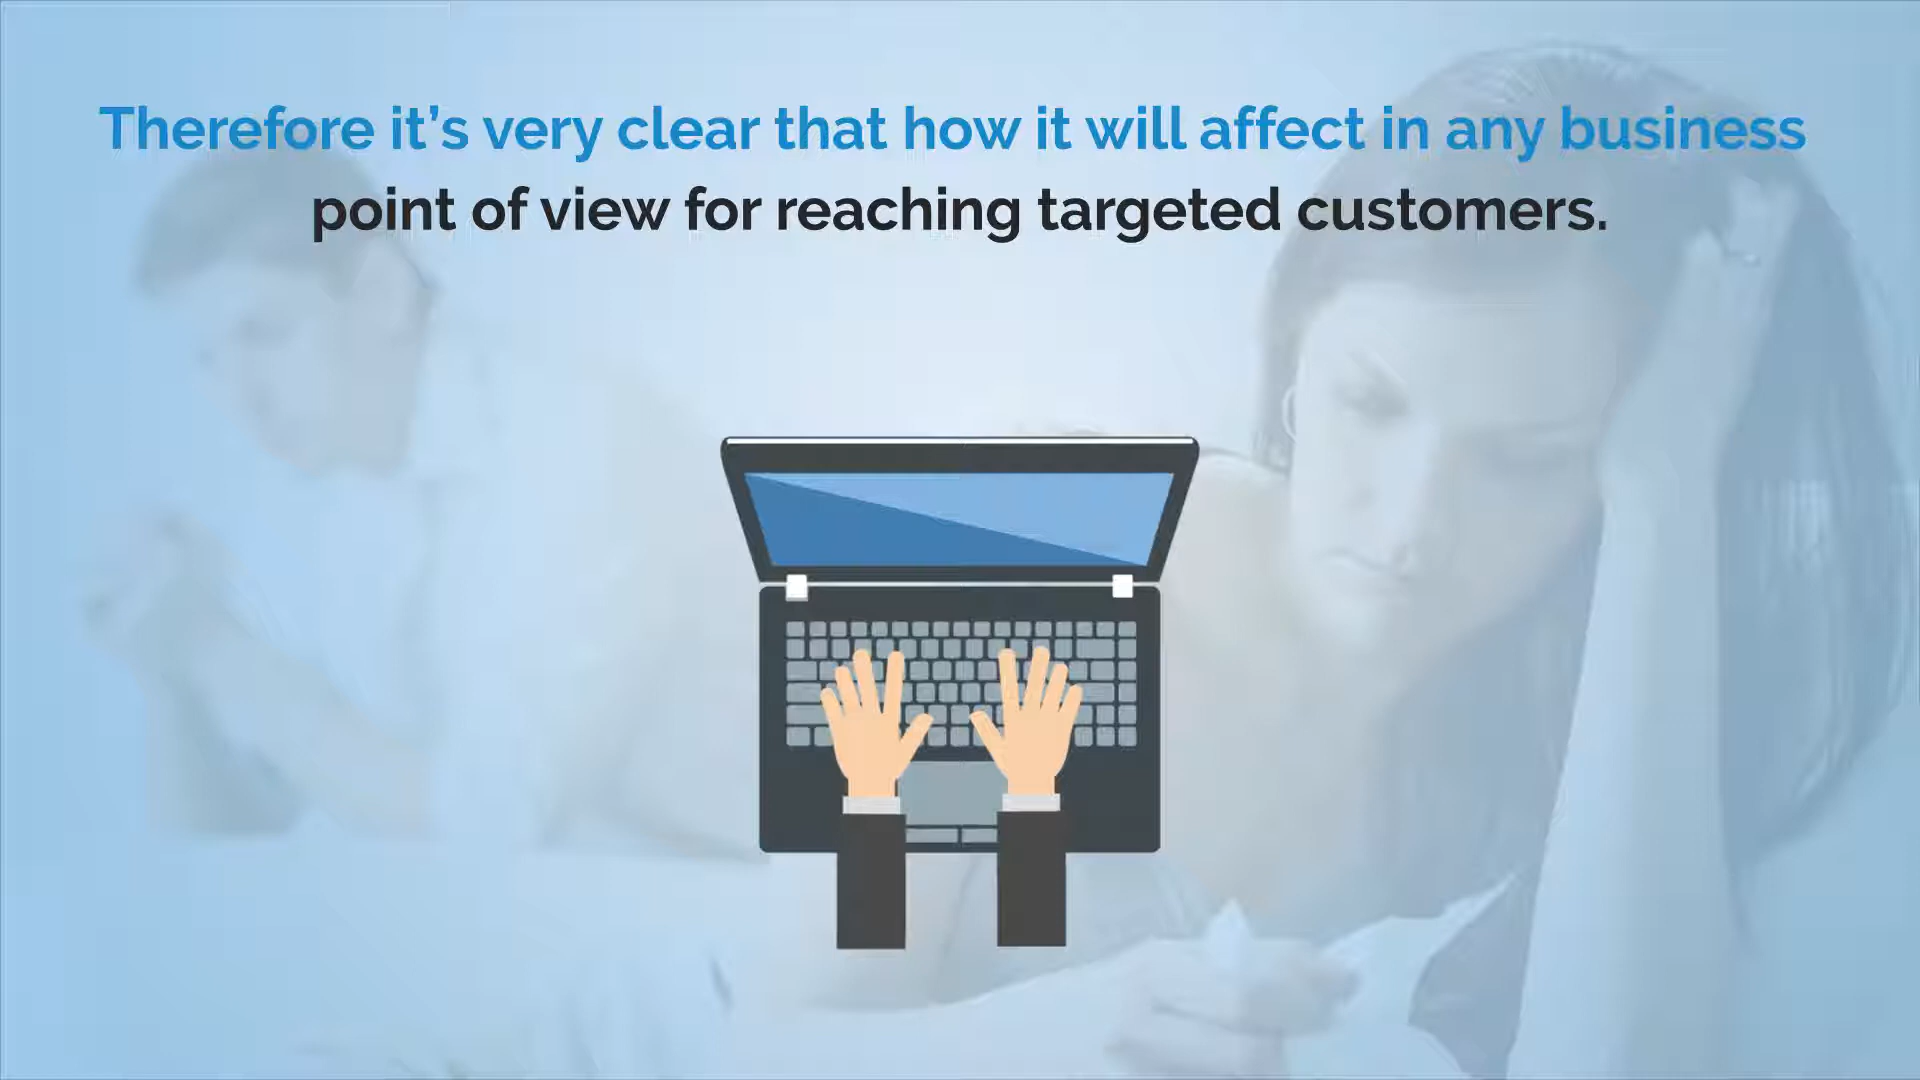 Therefore it’s very clear that how it will affect in any business
point of view for reaching targeted customers.